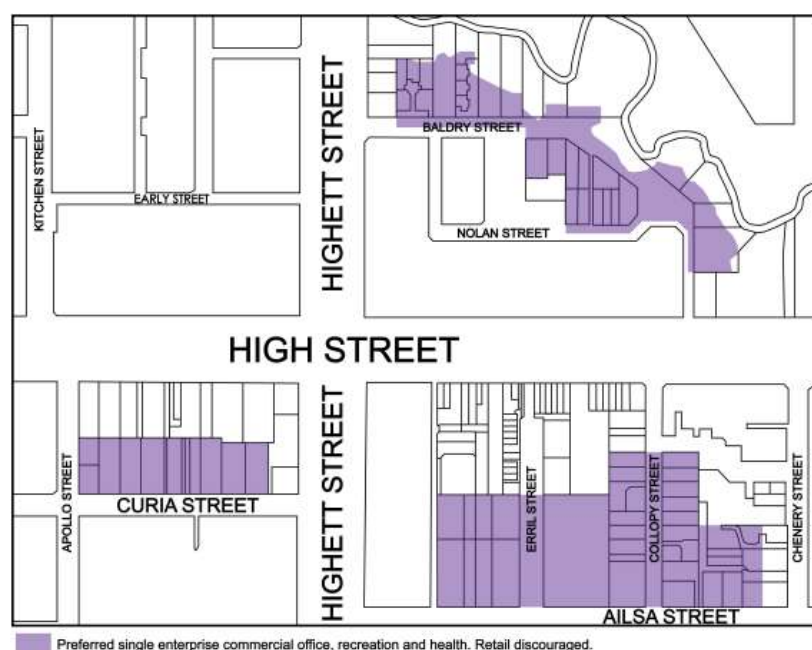 KITCHEN STREET
EARLY STREET
HIGHETT STREET
BALDRY STREET
NOLAN STREET
HIGH STREET
APOLLO STREET
CURIA STREET
HIGHETT STREET
ERRIL STREET
COLLOPY STREET
CHENERY STREET
AILSA STREET
Preferred single enterprise commercial office, recreation and health. Retail discouraged.